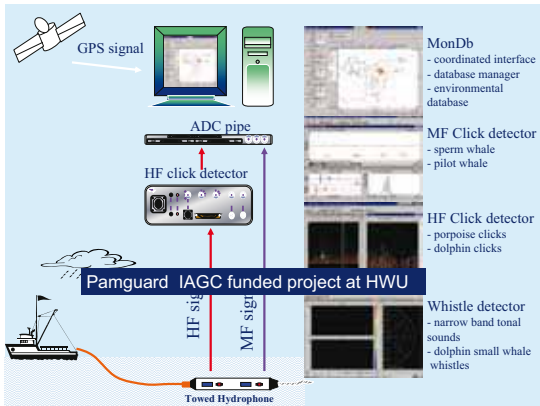 GPS signal
ADC pipe
HF click detector
Pamguard IAGC funded project at HWU
HF sig
MF sign
Towed Hydrophone
MonDb
- coordinated interface
- database manager
- environmental
database
MF Click detector
- sperm whale
- pilot whale
HF Click detector
- porpoise clicks
- dolphin clicks
Whistle detector
- narrow band tonal
sounds
- dolphin small whale
whistles